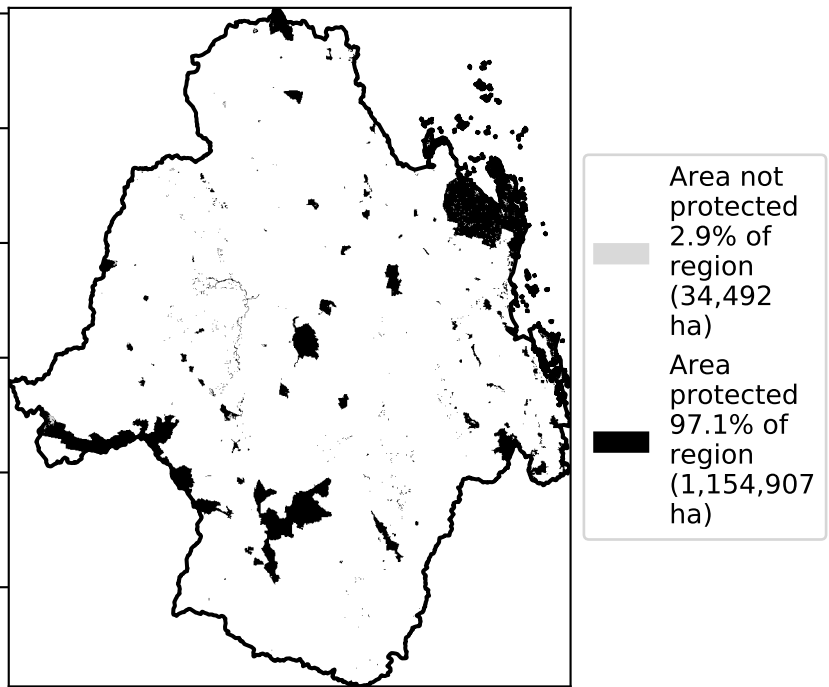 Area not
protected
2.9% of
region
(34,492
ha)
Area
protected
97.1% of
region
(1,154,907
ha)